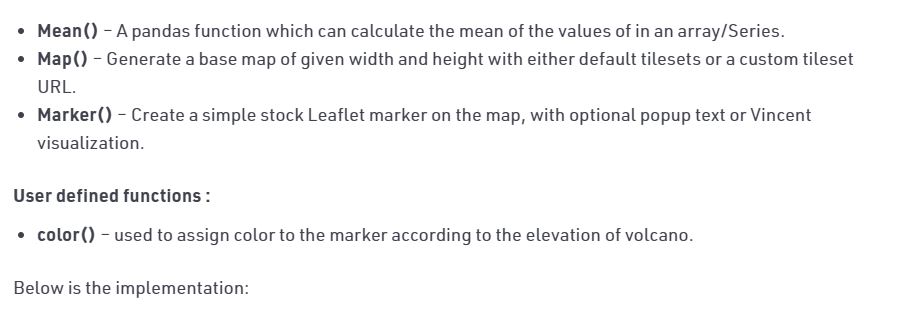 • Mean() – A pandas function which can calculate the mean of the values of in an array/Series.
• Map() – Generate a base map of given width and height with either default tilesets or a custom tileset
URL.
• Marker() – Create a simple stock Leaflet marker on the map, with optional popup text or Vincent
visualization.
User defined functions :
• color() – used to assign color to the marker according to the elevation of volcano.
Below is the implementation: